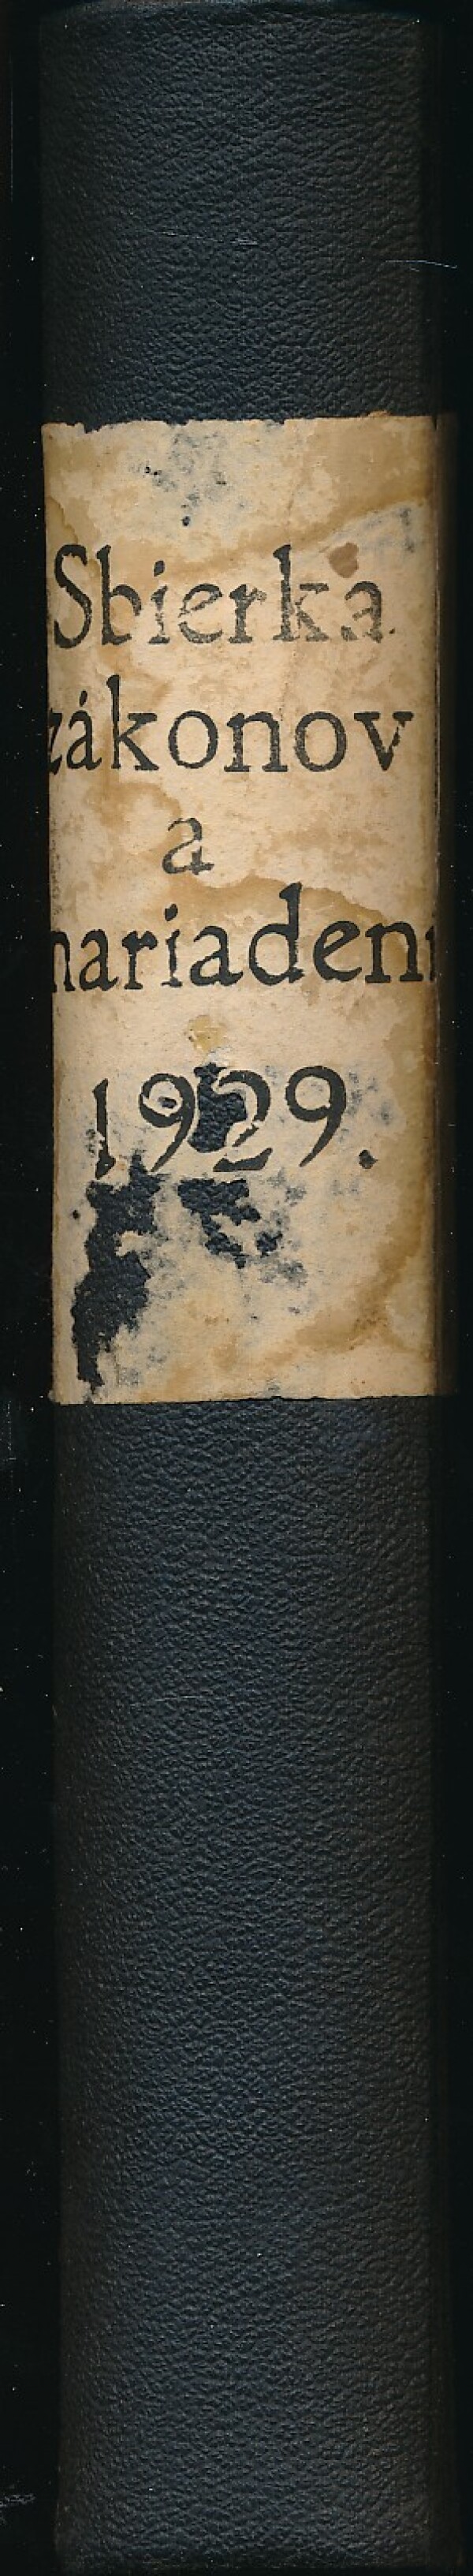 Sbierka
zákonov
a
nariadení
1929.